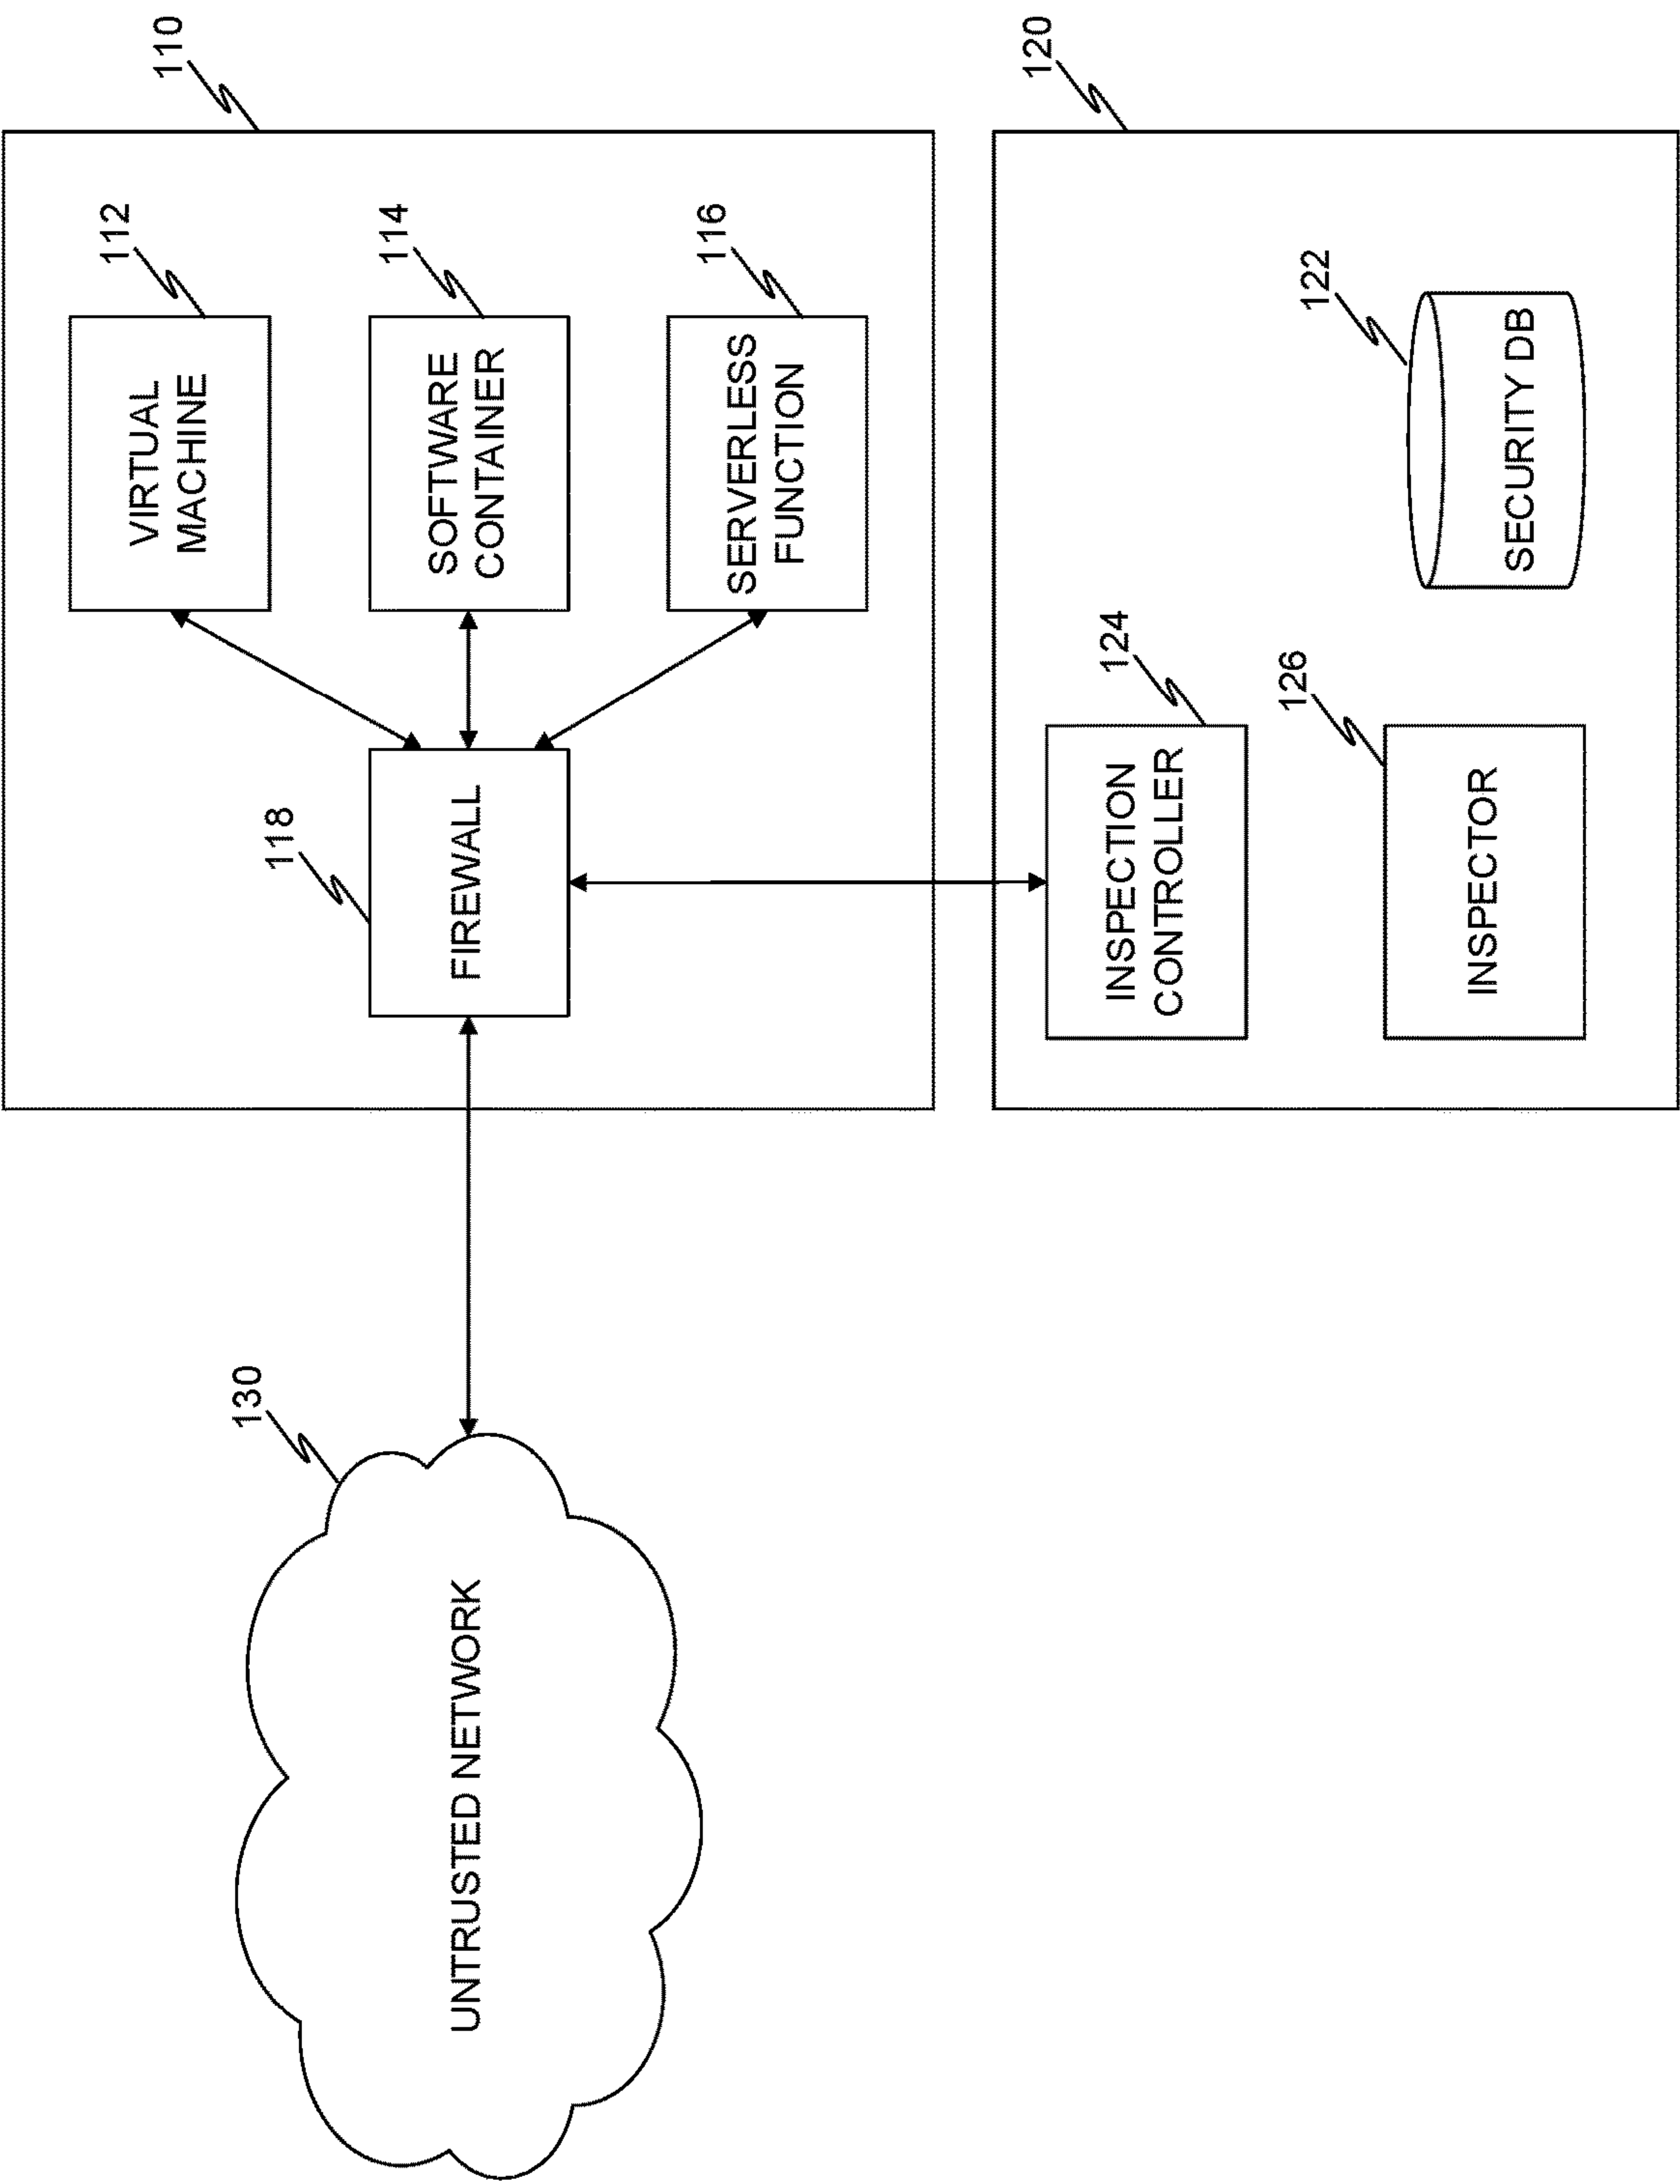 110
112
VIRTUAL
MACHINE
114
SOFTWARE
CONTAINER
116
SERVERLESS
FUNCTION
118
FIREWALL
130
UNTRUSTED NETWORK
120
122
SECURITY DB
124
INSPECTION
CONTROLLER
126
INSPECTOR